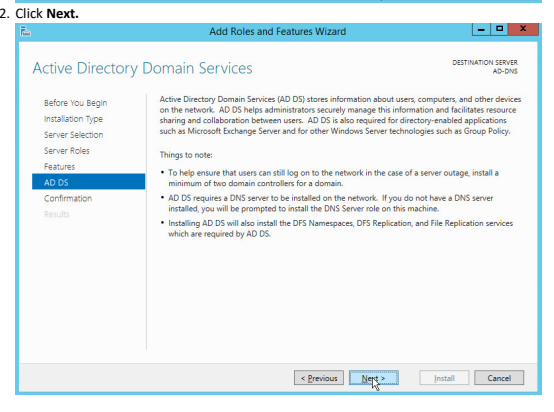 2. Click Next.
Add Roles and Features Wizard
Active Directory Domain Services
DESTINATION SERVER
AD-DNS
Before You Begin
Installation Type
Server Selection
Server Roles
Features
AD DS
Confirmation
Results
Active Directory Domain Services (AD DS) stores information about users, computers, and other devices
on the network. AD DS helps administrators securely manage this information and facilitates resource
sharing and collaboration between users. AD DS is also required for directory-enabled applications
such as Microsoft Exchange Server and for other Windows Server technologies such as Group Policy.
Things to note:
• To help ensure that users can still log on to the network in the case of a server outage, install a
minimum of two domain controllers for a domain.
• AD DS requires a DNS server to be installed on the network. If you do not have a DNS server
installed, you will be prompted to install the DNS Server role on this machine.
• Installing AD DS will also install the DFS Namespaces, DFS Replication, and File Replication services
which are required by AD DS.
< Previous Next > Install Cancel